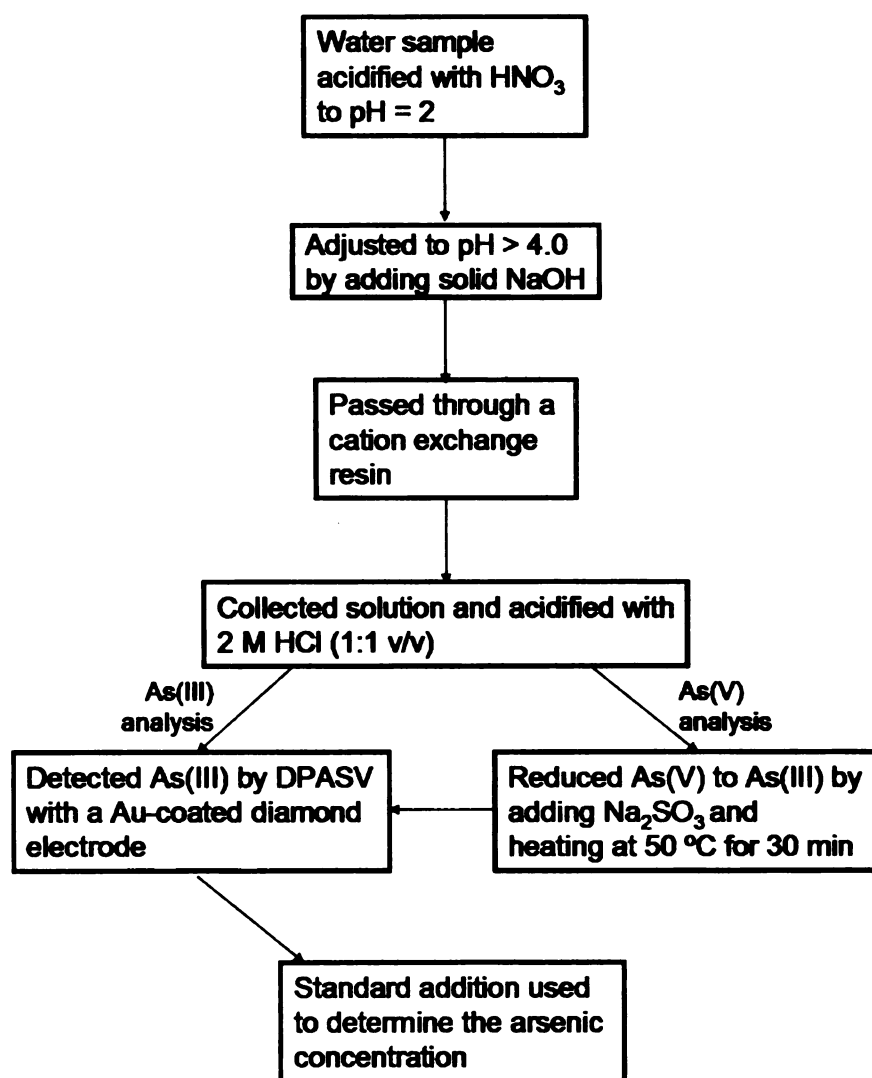 Water sample
acidified with HNO₃
to pH = 2
Adjusted to pH > 4.0
by adding solid NaOH
Passed through a
cation exchange
resin
Collected solution and acidified with
2 M HCl (1:1 v/v)
As(III)
analysis
As(V)
analysis
Detected As(III) by DPASV
with a Au-coated diamond
electrode
Reduced As(V) to As(III) by
adding Na₂SO₃ and
heating at 50 ºC for 30 min
Standard addition used
to determine the arsenic
concentration